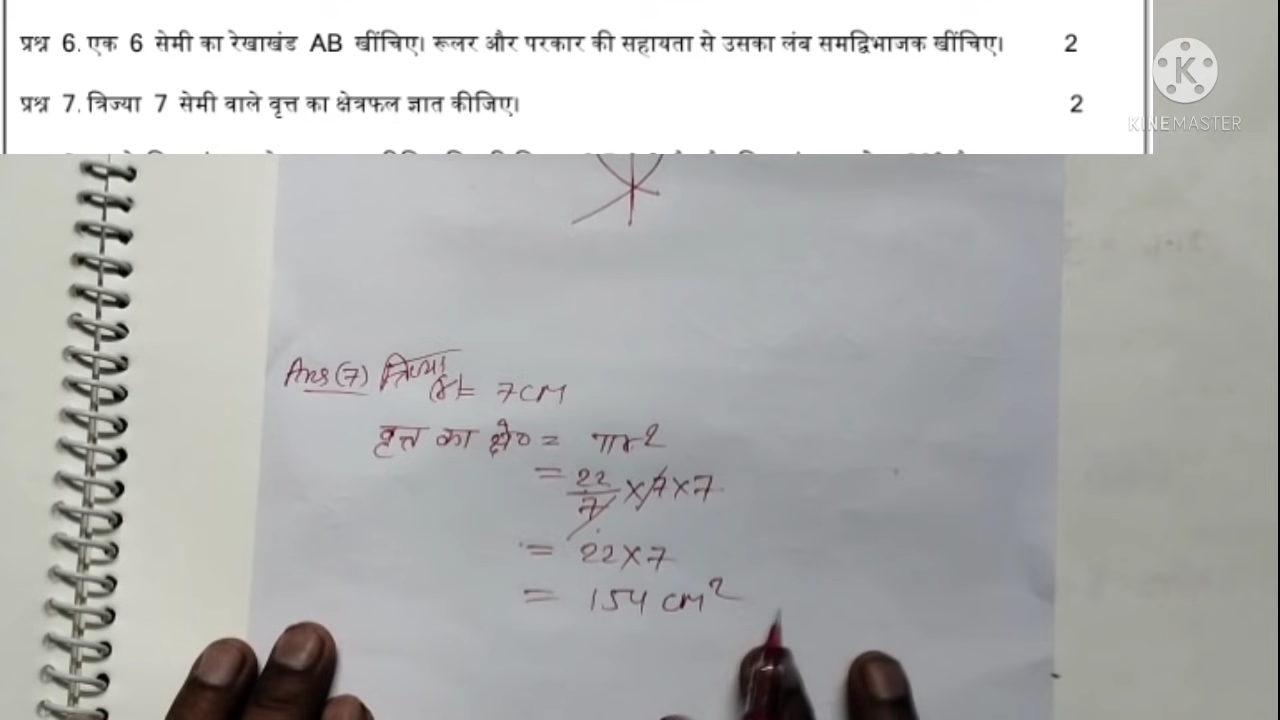 प्रश्न 6. एक 6 सेमी का रेखाखंड AB खींचिए। रूलर और परकार की सहायता से उसका लंब समद्विभाजक खींचिए। 2
प्रश्न 7. त्रिज्या 7 सेमी वाले वृत्त का क्षेत्रफल ज्ञात कीजिए। 2
K
KINEMASTER
Ans (7) त्रिज्या (r) = 7CM
वृत्त का क्षे० = πr2
= 22/7 × 7 × 7
= 22 × 7
= 154 cm²